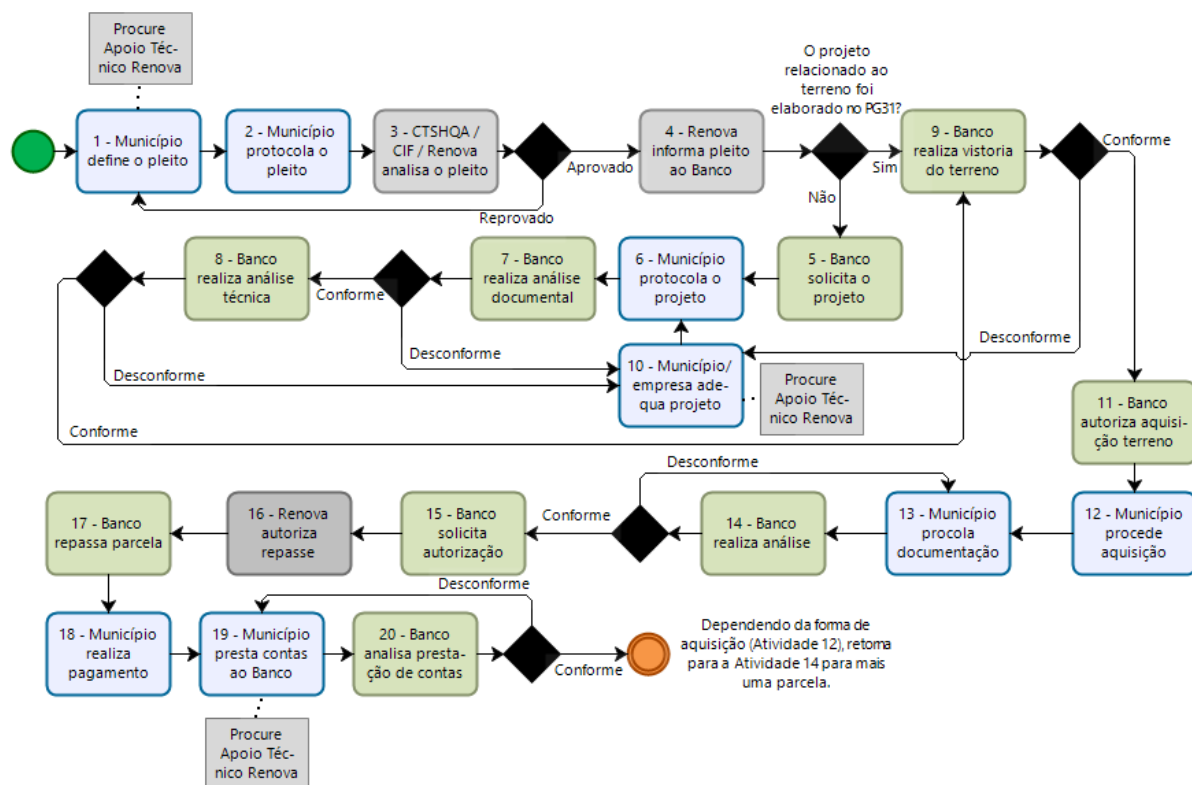 Procure
Apoio Téc-
nico Renova
O projeto
relacionado ao
terreno foi
elaborado no PG31?
1 - Município
define o pleito
2 - Município
protocola o
pleito
3 - CTSHQA /
CIF / Renova
analisa o pleito
Aprovado
Reprovado
4 - Renova
informa pleito
ao Banco
Sim
Não
9 - Banco
realiza vistoria
do terreno
Conforme
8 - Banco
realiza análise
técnica
Conforme
7 - Banco
realiza análise
documental
6 - Município
protocola o
projeto
5 - Banco
solicita o
projeto
Desconforme
Desconforme
Desconforme
10 - Município/
empresa ade-
qua projeto
Procure
Apoio Téc-
nico Renova
Conforme
11 - Banco
autoriza aquisi-
ção terreno
Desconforme
17 - Banco
repassa parcela
16 - Renova
autoriza
repasse
15 - Banco
solicita
autorização
Conforme
14 - Banco
realiza análise
13 - Município
procola
documentação
12 - Município
procede
aquisição
Desconforme
18 - Município
realiza
pagamento
19 - Município
presta contas
ao Banco
20 - Banco
analisa presta-
ção de contas
Conforme
Dependendo da forma de
aquisição (Atividade 12), retorna
para a Atividade 14 para mais
uma parcela.
Procure
Apoio Téc-
nico Renova